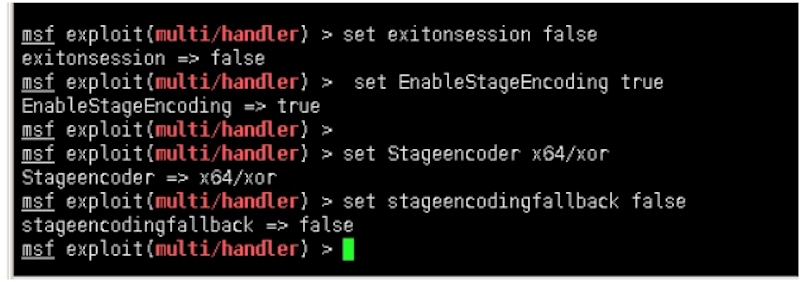 msf exploit(multi/handler) > set exitonsession false
exitonsession => false
msf exploit(multi/handler) >  set EnableStageEncoding true
EnableStageEncoding => true
msf exploit(multi/handler) >
msf exploit(multi/handler) > set Stageencoder x64/xor
Stageencoder => x64/xor
msf exploit(multi/handler) > set stageencodingfallback false
stageencodingfallback => false
msf exploit(multi/handler) >